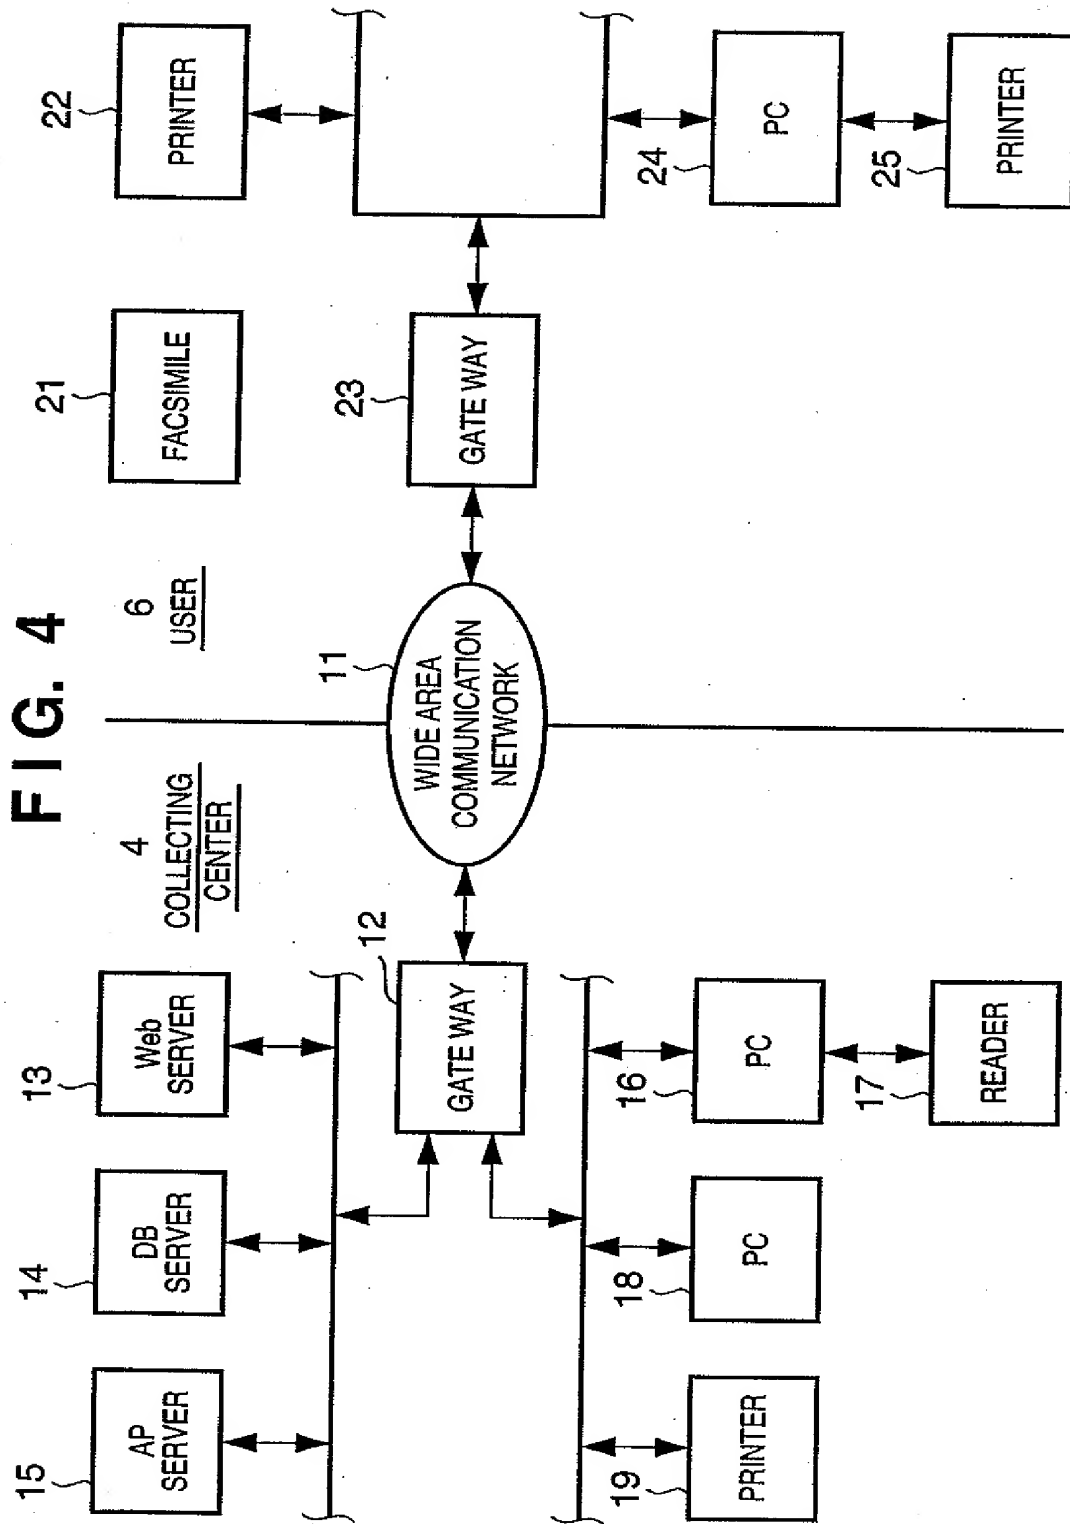 FIG. 4
4
COLLECTING
CENTER
6
USER
15
AP
SERVER
14
DB
SERVER
13
Web
SERVER
21
FACSIMILE
22
PRINTER
12
GATE WAY
11
WIDE AREA
COMMUNICATION
NETWORK
23
GATE WAY
19
PRINTER
18
PC
16
PC
17
READER
24
PC
25
PRINTER